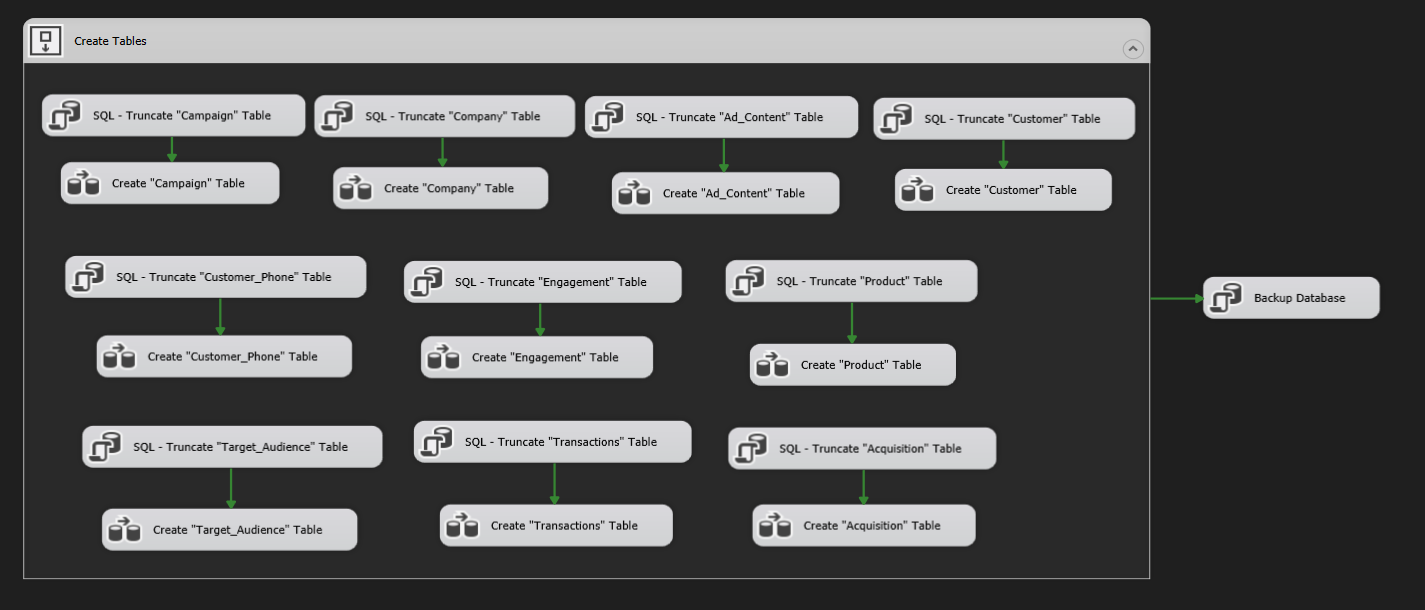 Create Tables
SQL - Truncate "Campaign" Table
SQL - Truncate "Company" Table
SQL - Truncate "Ad_Content" Table
SQL - Truncate "Customer" Table
Create "Campaign" Table
Create "Company" Table
Create "Ad_Content" Table
Create "Customer" Table
SQL - Truncate "Customer_Phone" Table
SQL - Truncate "Engagement" Table
SQL - Truncate "Product" Table
Create "Customer_Phone" Table
Create "Engagement" Table
Create "Product" Table
SQL - Truncate "Target_Audience" Table
SQL - Truncate "Transactions" Table
SQL - Truncate "Acquisition" Table
Create "Target_Audience" Table
Create "Transactions" Table
Create "Acquisition" Table
Backup Database